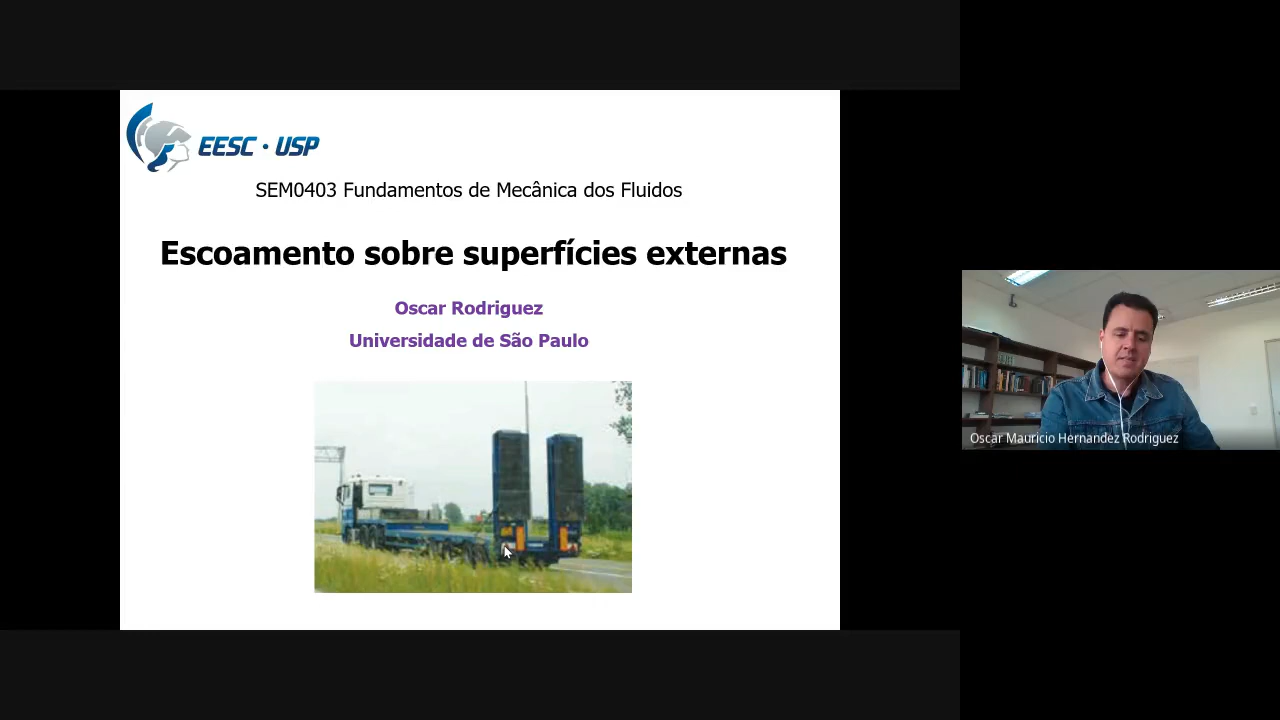 EESC · USP
SEM0403 Fundamentos de Mecânica dos Fluidos
Escoamento sobre superfícies externas
Oscar Rodriguez
Universidade de São Paulo
Oscar Mauricio Hernandez Rodriguez